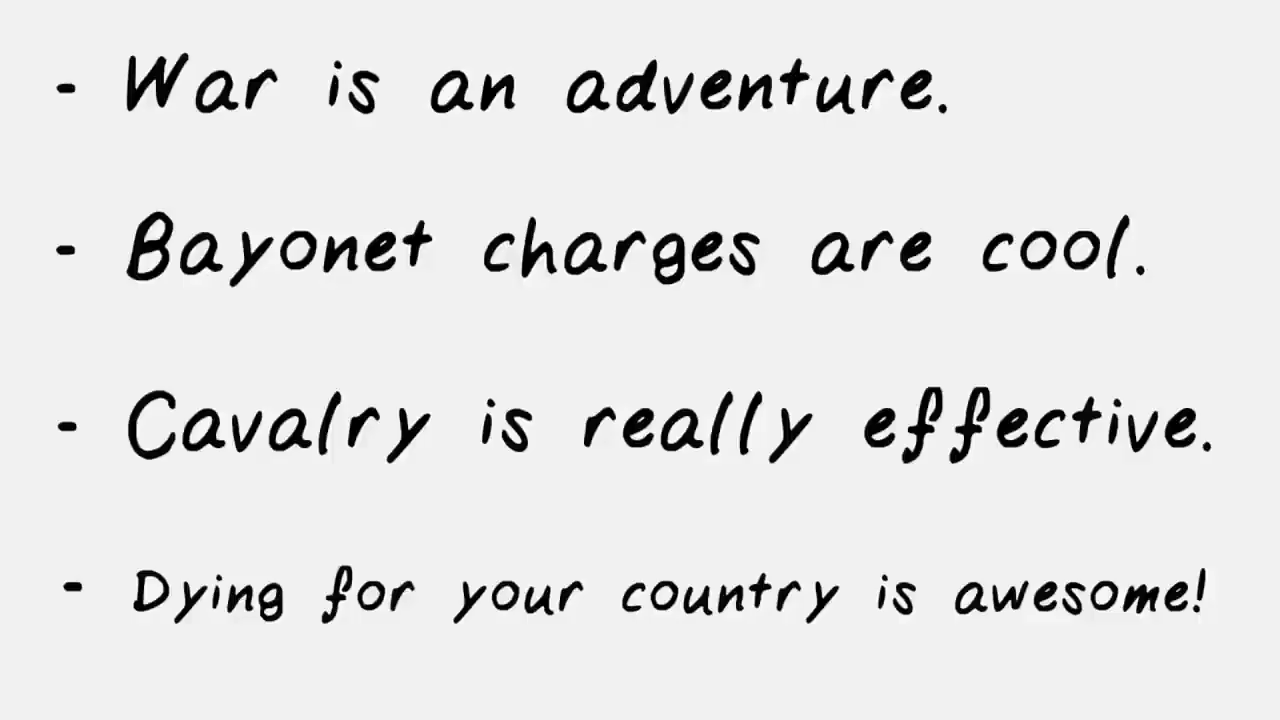 - War is an adventure.
- Bayonet charges are cool.
- Cavalry is really effective.
- Dying for your country is awesome!